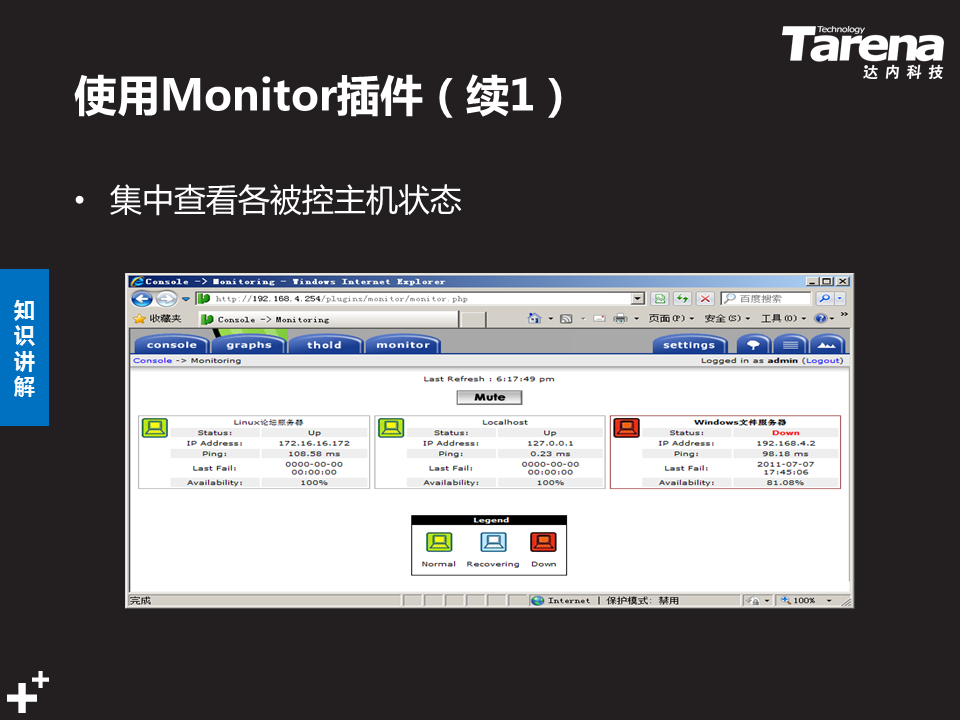 Technology
Tarena
达内科技
使用Monitor插件（续1）
• 集中查看各被控主机状态
知识讲解
Console -> Monitoring - Windows Internet Explorer
http://192.168.4.254/plugins/monitor/monitor.php
百度搜索
收藏夹
Console -> Monitoring
页面(P) 安全(S) 工具(O)
console graphs thold monitor settings
Console -> Monitoring
Logged in as admin (Logout)
Last Refresh : 6:17:49 pm
Mute
Linux论坛服务器
Status: Up
IP Address: 172.16.16.172
Ping: 108.58 ms
Last Fail: 0000-00-00 00:00:00
Availability: 100%
Localhost
Status: Up
IP Address: 127.0.0.1
Ping: 0.23 ms
Last Fail: 0000-00-00 00:00:00
Availability: 100%
Windows文件服务器
Status: Down
IP Address: 192.168.4.2
Ping: 98.18 ms
Last Fail: 2011-07-07 17:45:06
Availability: 81.08%
Legend
Normal Recovering Down
完成
Internet | 保护模式: 禁用
100%